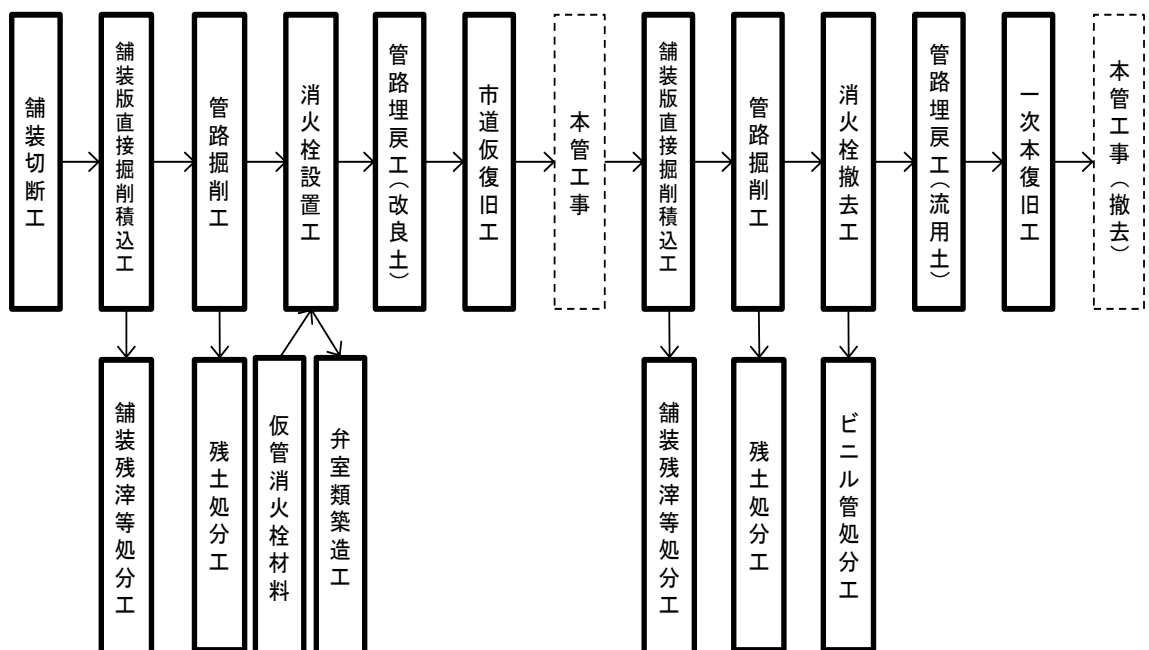 舗装切断工
舗装版直接掘削積込工
管路掘削工
消火栓設置工
管路埋戻工（改良土）
市道仮復旧工
本管工事
舗装版直接掘削積込工
管路掘削工
消火栓撤去工
管路埋戻工（流用土）
一次本復旧工
本管工事（撤去）
舗装残滓等処分工
残土処分工
仮管消火栓材料
弁室類築造工
舗装残滓等処分工
残土処分工
ビニル管処分工